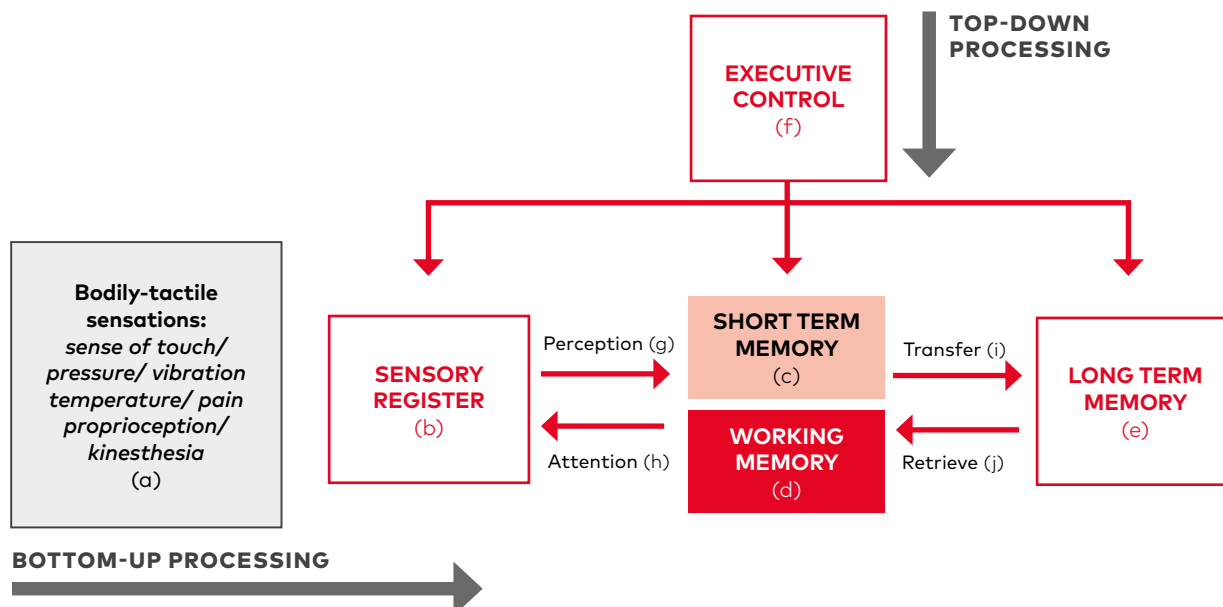 TOP-DOWN
PROCESSING
EXECUTIVE
CONTROL
(f)
Bodily-tactile
sensations:
sense of touch/
pressure/ vibration
temperature/ pain
proprioception/
kinesthesia
(a)
SENSORY
REGISTER
(b)
Perception (g)
Attention (h)
SHORT TERM
MEMORY
(c)
WORKING
MEMORY
(d)
Transfer (i)
Retrieve (j)
LONG TERM
MEMORY
(e)
BOTTOM-UP PROCESSING